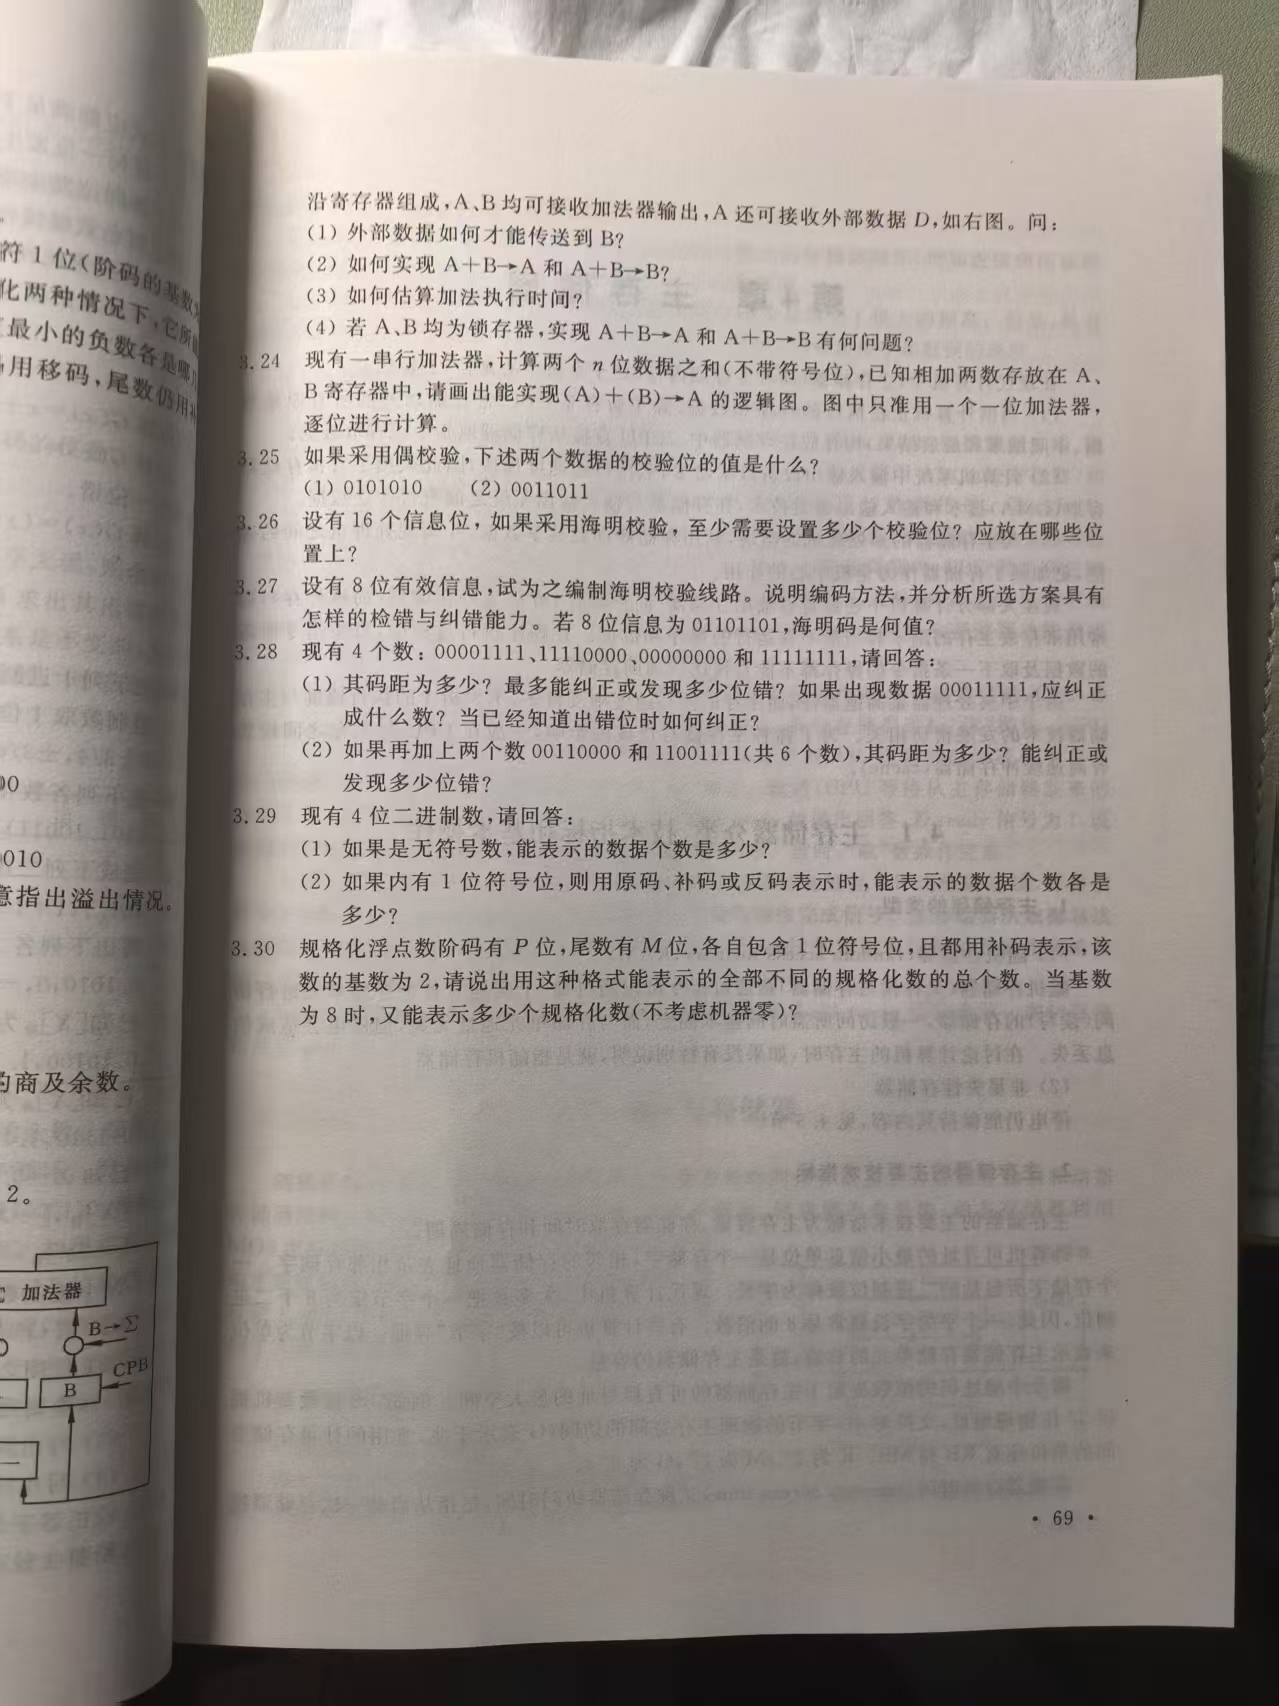 符 1 位(阶码的基数
化两种情况下,它所
最小的负数各是哪
用移码,尾数仍用
00
010
意指出溢出情况。
的商及余数。
2。
加法器
B→Σ
CPB
B
沿寄存器组成,A、B 均可接收加法器输出,A 还可接收外部数据 D,如右图。问:
(1) 外部数据如何才能传送到 B?
(2) 如何实现 A+B→A 和 A+B→B?
(3) 如何估算加法执行时间?
(4) 若 A、B 均为锁存器,实现 A+B→A 和 A+B→B 有何问题?
3.24 现有一串行加法器,计算两个 n 位数据之和(不带符号位),已知相加两数存放在 A、
B 寄存器中,请画出能实现(A)+(B)→A 的逻辑图。图中只准用一个一位加法器,
逐位进行计算。
3.25 如果采用偶校验,下述两个数据的校验位的值是什么?
(1) 0101010 (2) 0011011
3.26 设有 16 个信息位,如果采用海明校验,至少需要设置多少个校验位? 应放在哪些位
置上?
3.27 设有 8 位有效信息,试为之编制海明校验线路。说明编码方法,并分析所选方案具有
怎样的检错与纠错能力。若 8 位信息为 01101101,海明码是何值?
3.28 现有 4 个数: 00001111、11110000、00000000 和 11111111,请回答:
(1) 其码距为多少? 最多能纠正或发现多少位错? 如果出现数据 00011111,应纠正
成什么数? 当已经知道出错位时如何纠正?
(2) 如果再加上两个数 00110000 和 11001111(共 6 个数),其码距为多少? 能纠正或
发现多少位错?
3.29 现有 4 位二进制数,请回答:
(1) 如果是无符号数,能表示的数据个数是多少?
(2) 如果内有 1 位符号位,则用原码、补码或反码表示时,能表示的数据个数各是
多少?
3.30 规格化浮点数阶码有 P 位,尾数有 M 位,各自包含 1 位符号位,且都用补码表示,该
数的基数为 2,请说出用这种格式能表示的全部不同的规格化数的总个数。当基数
为 8 时,又能表示多少个规格化数(不考虑机器零)?
• 69 •